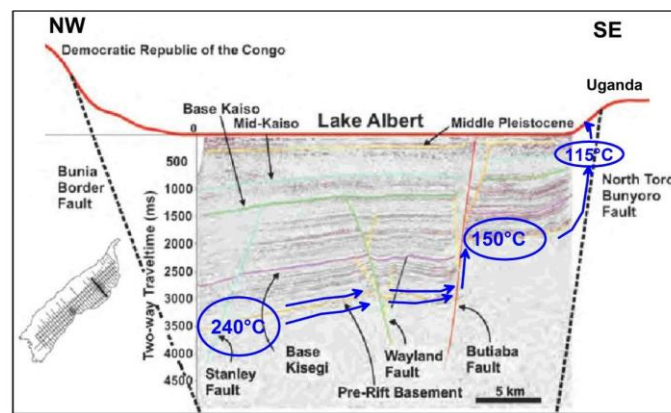 NW
SE
Democratic Republic of the Congo
Uganda
Base Kaiso
Mid-Kaiso
Lake Albert
Middle Pleistocene
0
500
1000
1500
2000
2500
3000
3500
4000
4500
Two-way Traveltime (ms)
Bunia
Border
Fault
115°C
North Toro
Bunyoro
Fault
150°C
240°C
Stanley
Fault
Base
Kisegi
Pre-Rift Basement
Wayland
Fault
Butiaba
Fault
5 km